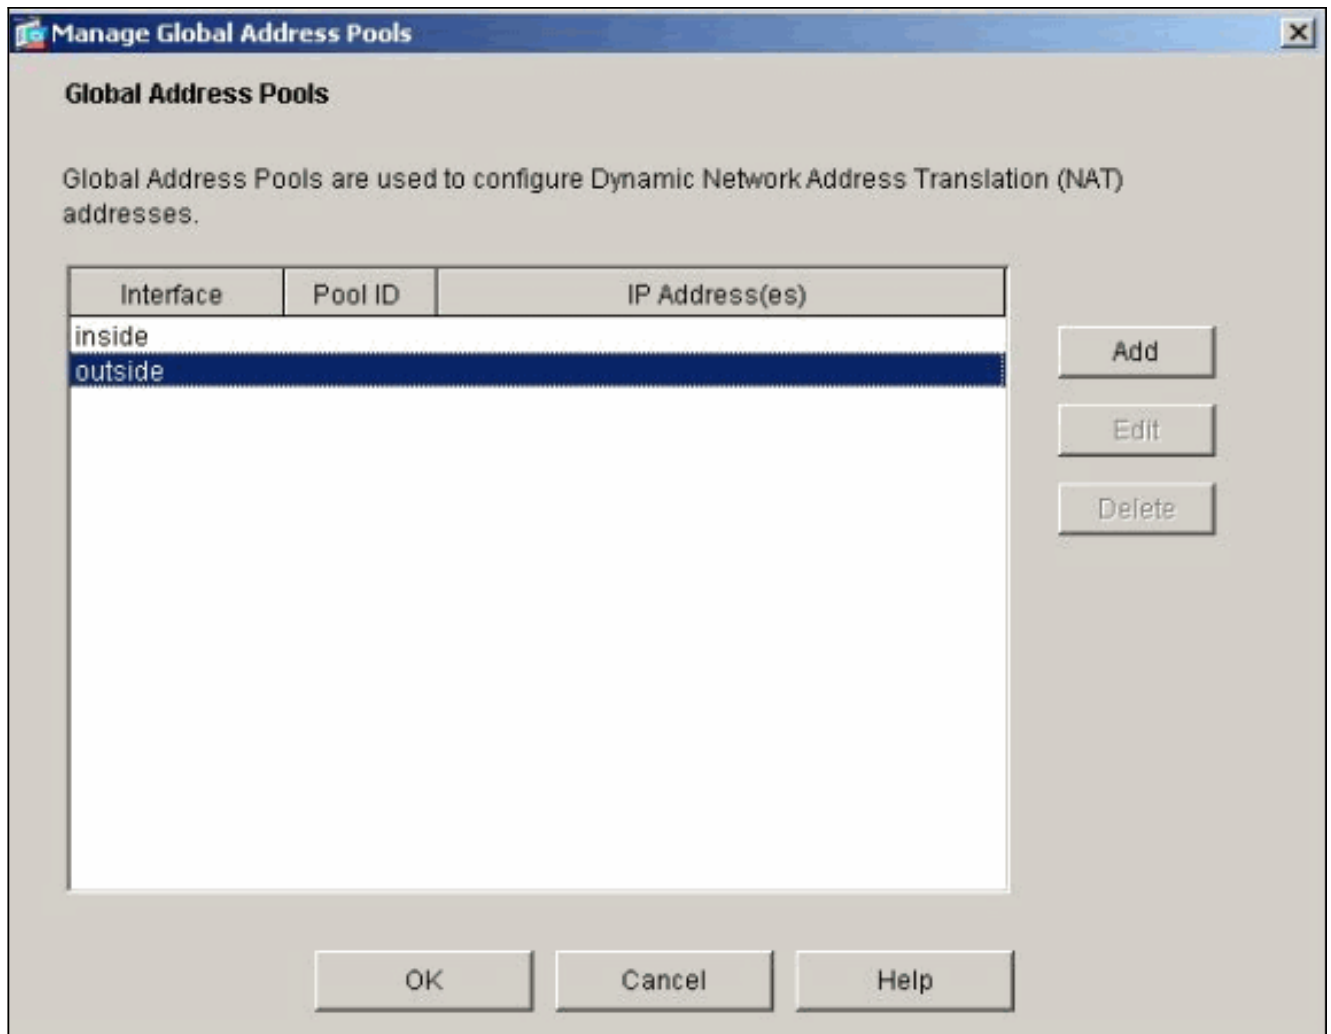 Manage Global Address Pools
Global Address Pools
Global Address Pools are used to configure Dynamic Network Address Translation (NAT)
addresses.
Interface Pool ID IP Address(es)
inside
outside
Add
Edit
Delete
OK Cancel Help